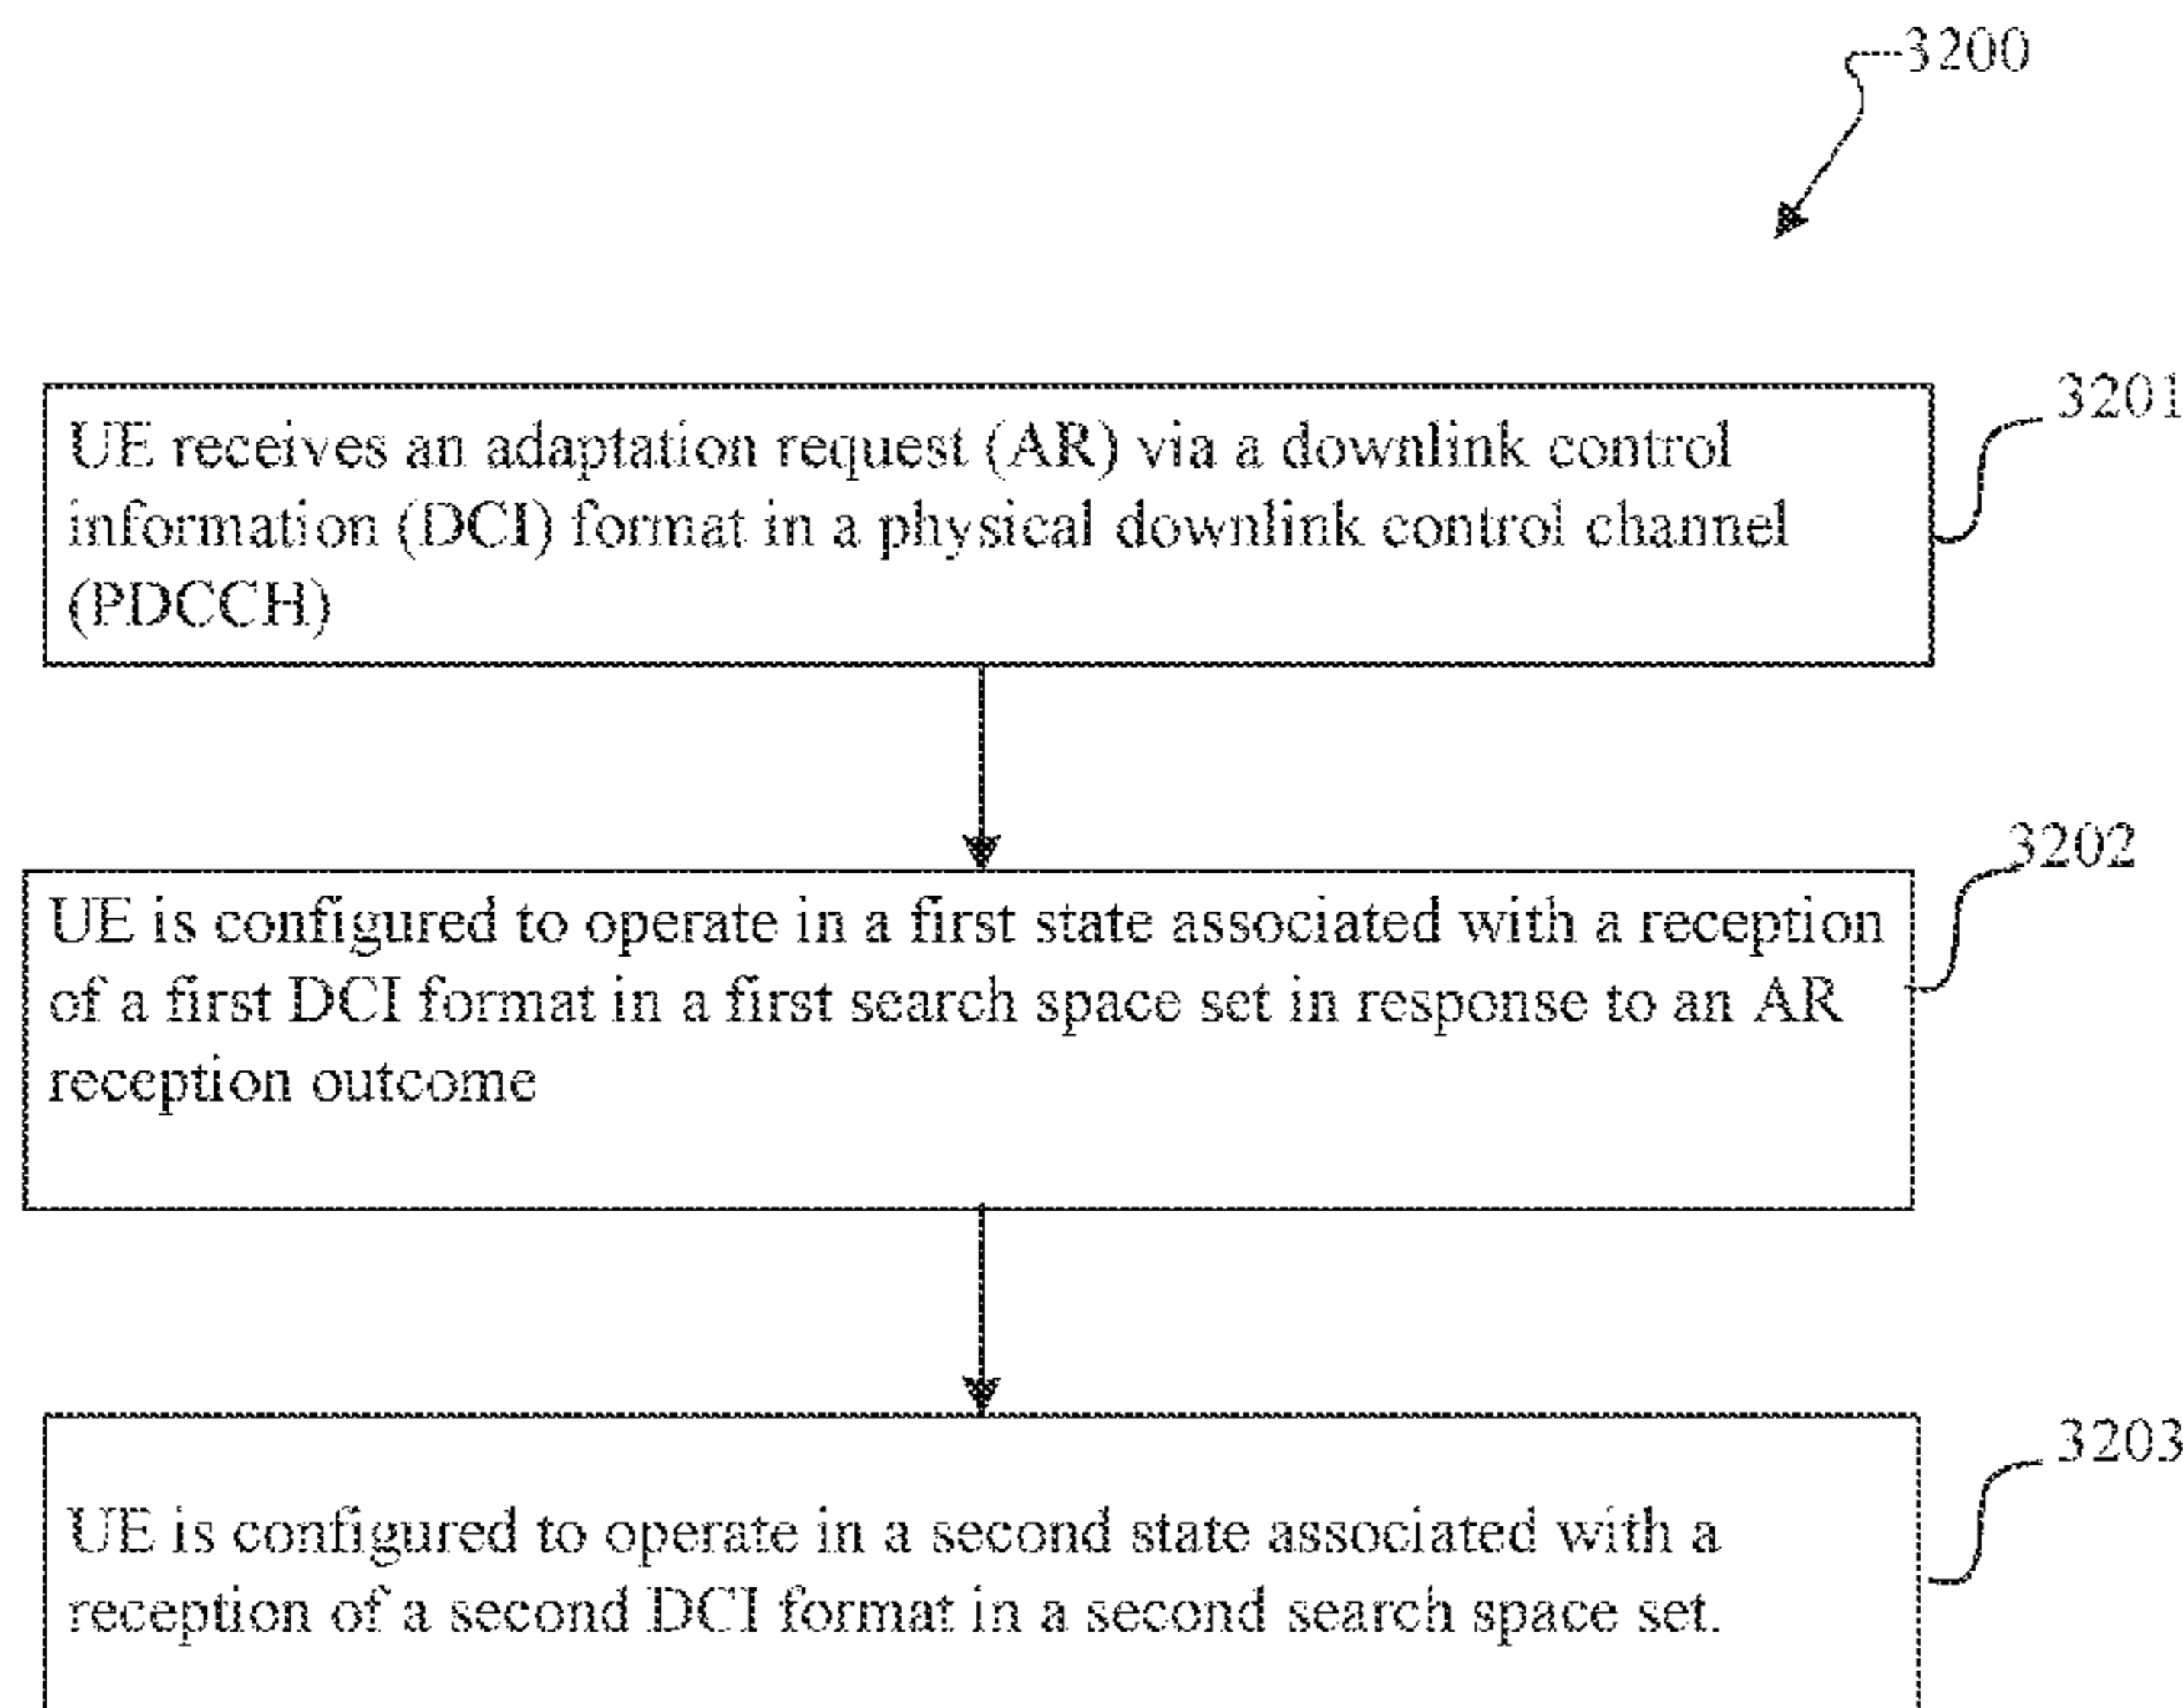 3200
3201
UE receives an adaptation request (AR) via a downlink control
information (DCI) format in a physical downlink control channel
(PDCCH)
3202
UE is configured to operate in a first state associated with a reception
of a first DCI format in a first search space set in response to an AR
reception outcome
3203
UE is configured to operate in a second state associated with a
reception of a second DCI format in a second search space set.